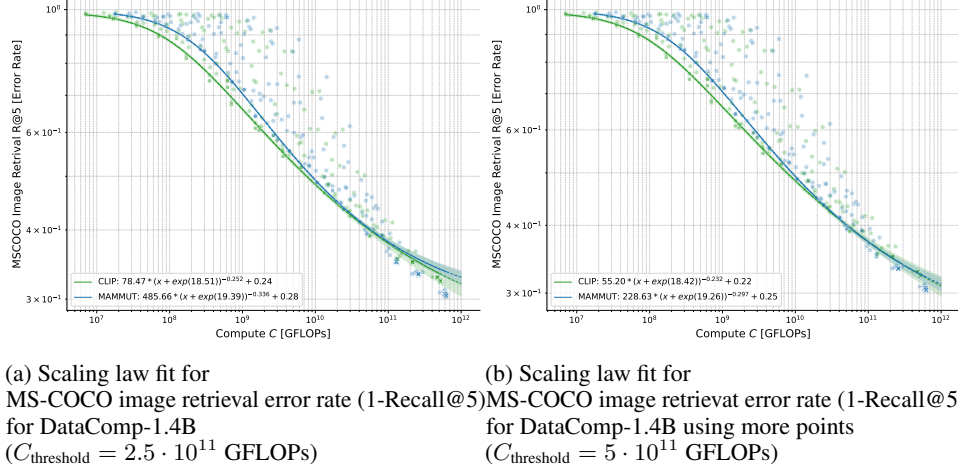 10⁰
6 × 10⁻¹
4 × 10⁻¹
3 × 10⁻¹
MSCOCO Image Retrival R@5 [Error Rate]
CLIP: 78.47 * (x + exp(18.51))⁻⁰·²⁵² + 0.24
MAMMUT: 485.66 * (x + exp(19.39))⁻⁰·³³⁶ + 0.28
10⁷ 10⁸ 10⁹ 10¹⁰ 10¹¹ 10¹²
Compute C [GFLOPs]
10⁰
6 × 10⁻¹
4 × 10⁻¹
3 × 10⁻¹
MSCOCO Image Retrival R@5 [Error Rate]
CLIP: 55.20 * (x + exp(18.42))⁻⁰·²³² + 0.22
MAMMUT: 228.63 * (x + exp(19.26))⁻⁰·²⁹⁷ + 0.25
10⁷ 10⁸ 10⁹ 10¹⁰ 10¹¹ 10¹²
Compute C [GFLOPs]
(a) Scaling law fit for
MS-COCO image retrieval error rate (1-Recall@5)
for DataComp-1.4B
(C_threshold = 2.5 · 10¹¹ GFLOPs)
(b) Scaling law fit for
MS-COCO image retrievat error rate (1-Recall@5
for DataComp-1.4B using more points
(C_threshold = 5 · 10¹¹ GFLOPs)